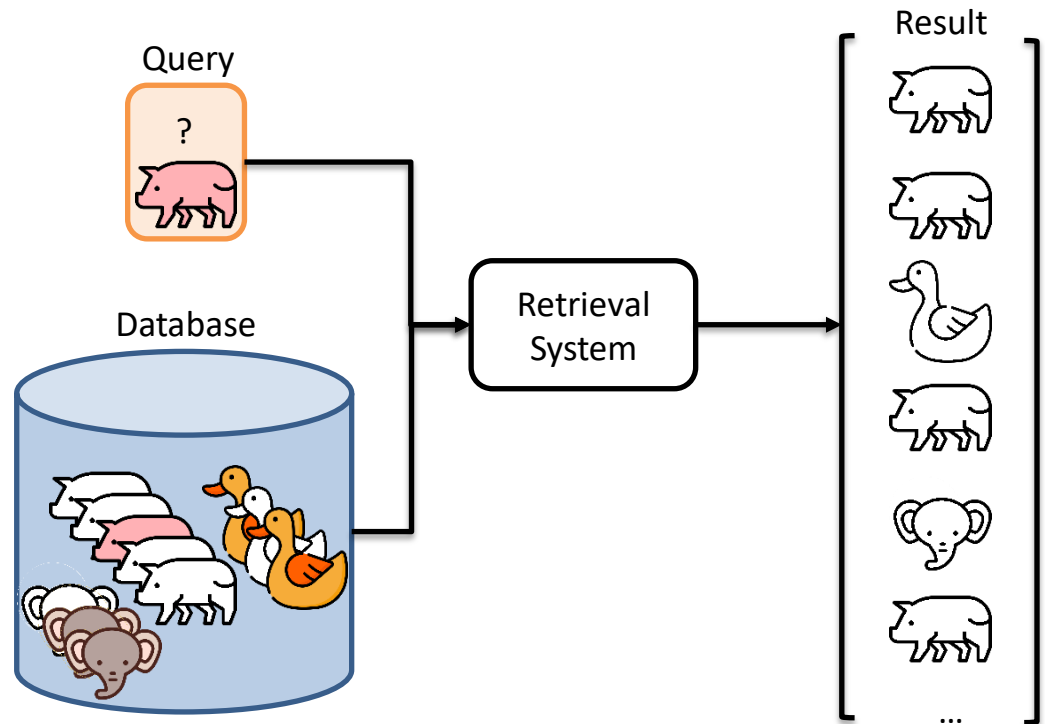 Query
?
Database
Retrieval
System
Result
...